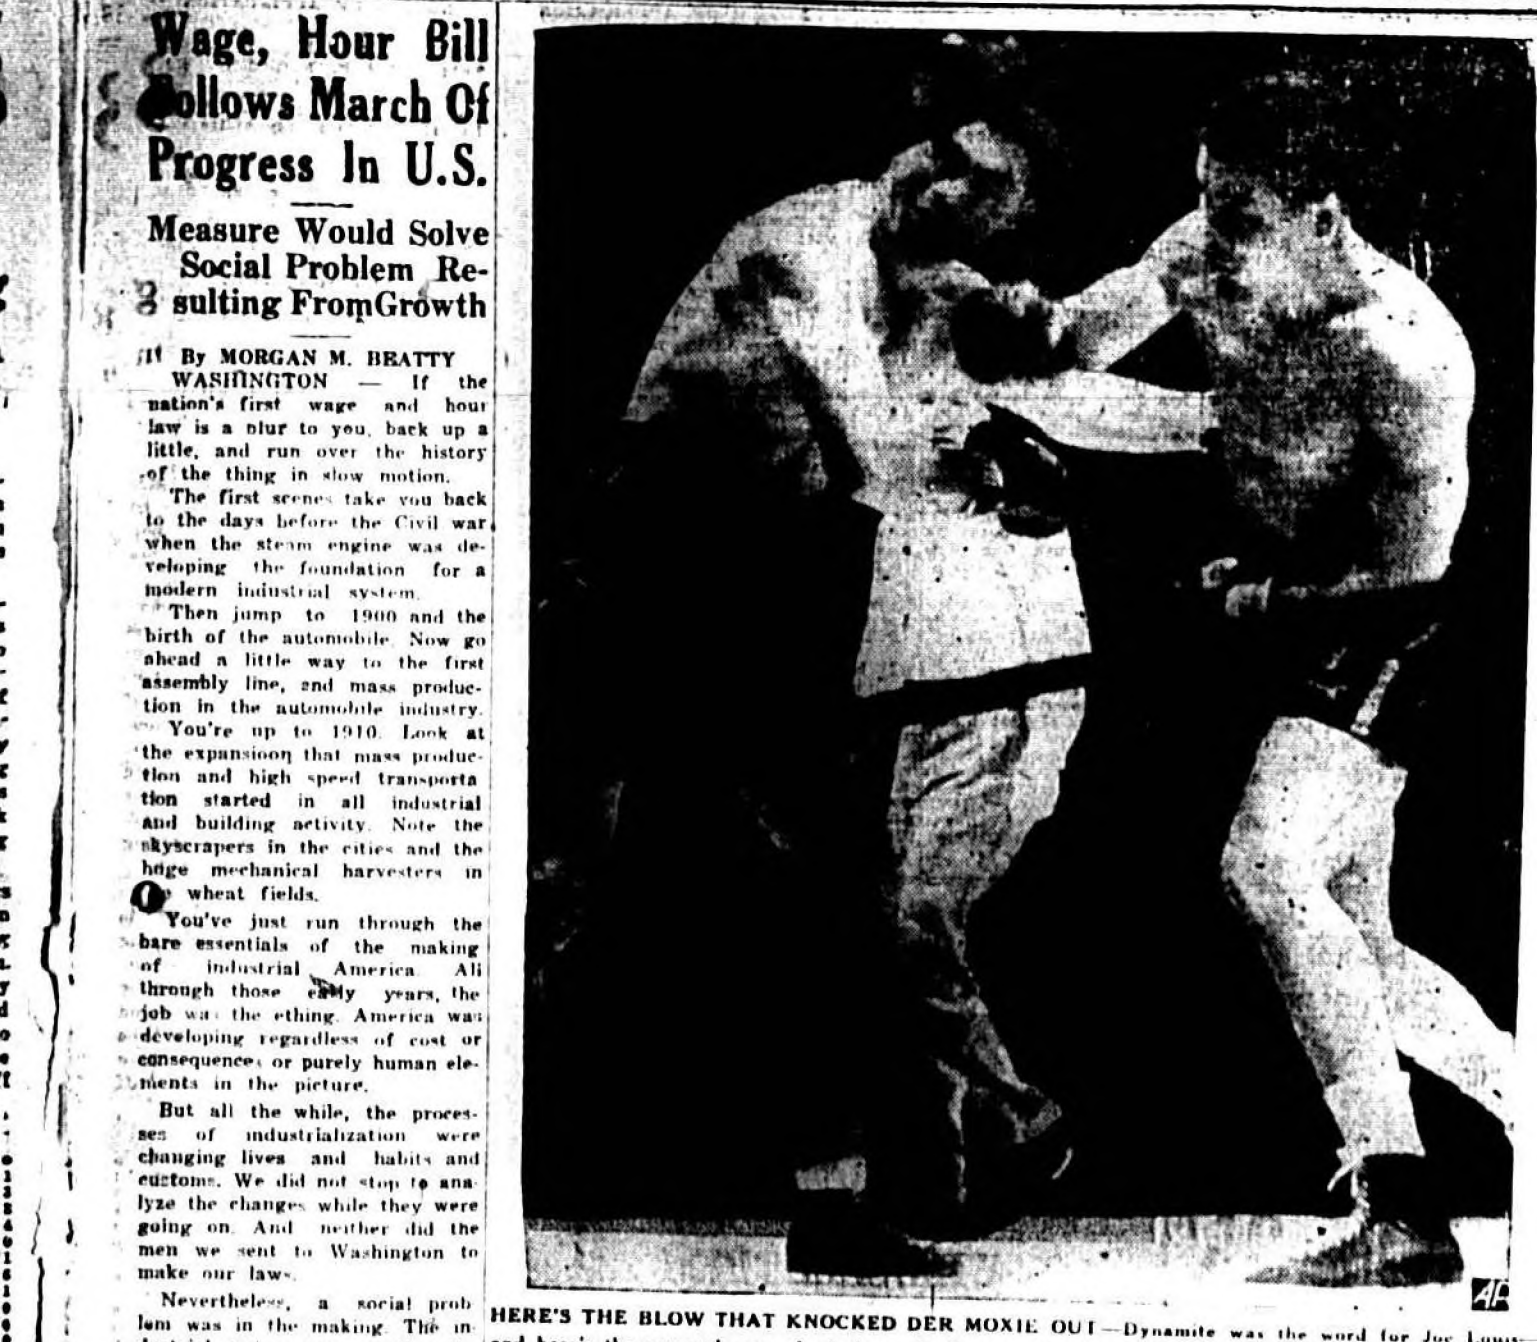 Wage, Hour Bill
Follows March Of
Progress In U.S.
Measure Would Solve
Social Problem Re-
sulting FromGrowth
By MORGAN M. BEATTY
WASHINGTON — If the
nation's first wage and hour
law is a blur to you, back up a
little, and run over the history
of the thing in slow motion.
The first scenes take you back
to the days before the Civil war
when the steam engine was de-
veloping the foundation for a
modern industrial system.
Then jump to 1900 and the
birth of the automobile. Now go
ahead a little way to the first
assembly line, and mass produc-
tion in the automobile industry.
You're up to 1910. Look at
the expansioon that mass produc-
tion and high speed transporta
tion started in all industrial
and building activity. Note the
skyscrapers in the cities and the
huge mechanical harvesters in
wheat fields.
You've just run through the
bare essentials of the making
of industrial America. All
through those early years, the
job was the ething. America was
developing regardless of cost or
consequences or purely human ele-
ments in the picture.
But all the while, the proces-
ses of industrialization were
changing lives and habits and
customs. We did not stop to ana-
lyze the changes while they were
going on. And neither did the
men we sent to Washington to
make our laws.
Nevertheless, a social prob
lem was in the making. The in-
AP
HERE'S THE BLOW THAT KNOCKED DER MOXIE OUT—Dynamite was the word for Joe Louis